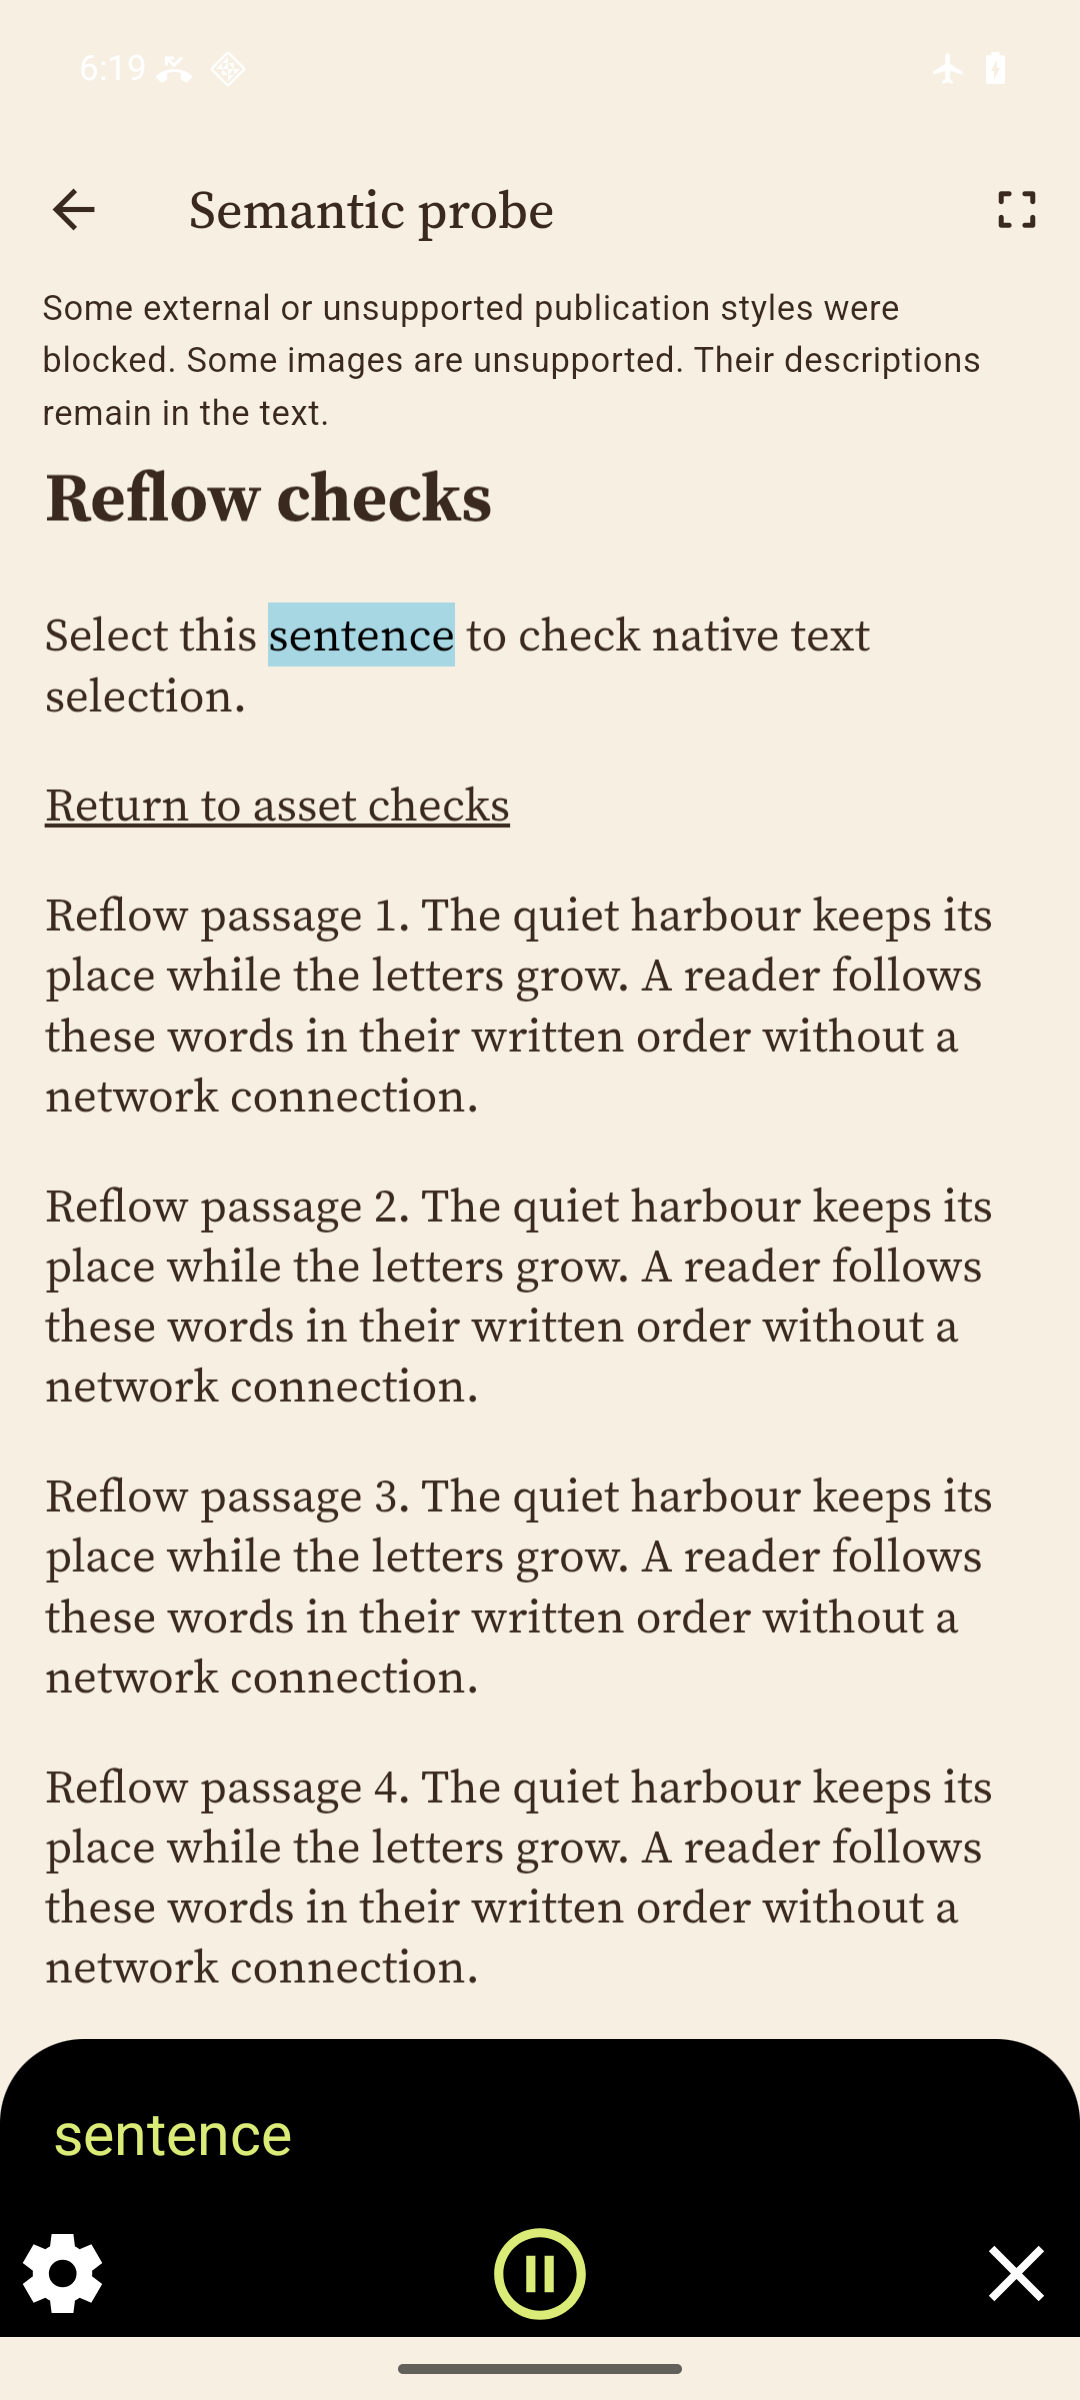 6:19
Semantic probe
Some external or unsupported publication styles were
blocked. Some images are unsupported. Their descriptions
remain in the text.
Reflow checks
Select this sentence to check native text
selection.
Return to asset checks
Reflow passage 1. The quiet harbour keeps its
place while the letters grow. A reader follows
these words in their written order without a
network connection.
Reflow passage 2. The quiet harbour keeps its
place while the letters grow. A reader follows
these words in their written order without a
network connection.
Reflow passage 3. The quiet harbour keeps its
place while the letters grow. A reader follows
these words in their written order without a
network connection.
Reflow passage 4. The quiet harbour keeps its
place while the letters grow. A reader follows
these words in their written order without a
network connection.
sentence